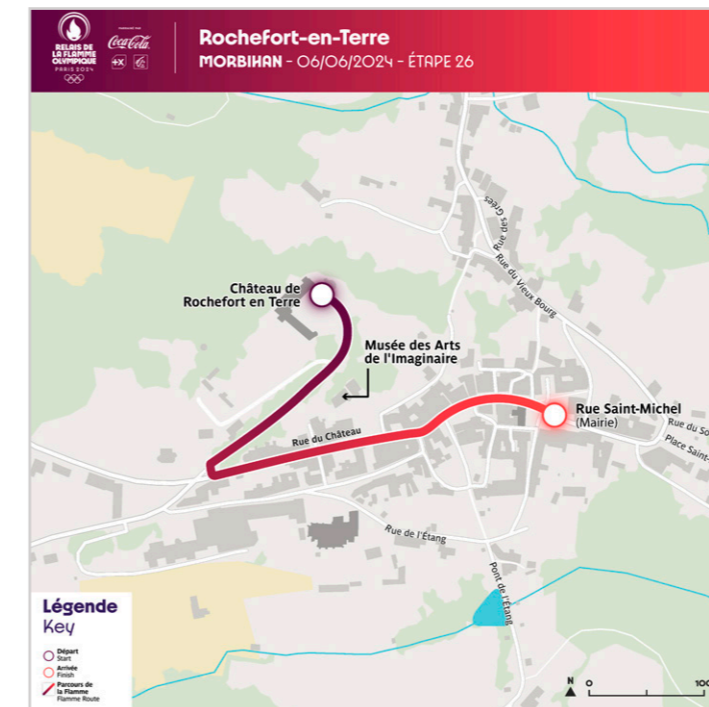 RELAIS DE
LA FLAMME
OLYMPIQUE
PARIS 2024
Coca-Cola
Rochefort-en-Terre
MORBIHAN - 06/06/2024 - ÉTAPE 26
Rue des Grées
Rue du Vieux Bourg
Château de
Rochefort en Terre
Musée des Arts
de l'Imaginaire
Rue Saint-Michel
(Mairie)
Rue du So
Place Saint-
Rue du Château
Rue de l'Étang
Pont de l'Étang
Légende
Key
Départ
Start
Arrivée
Finish
Parcours de
la Flamme
Flamme Route
N 0 100